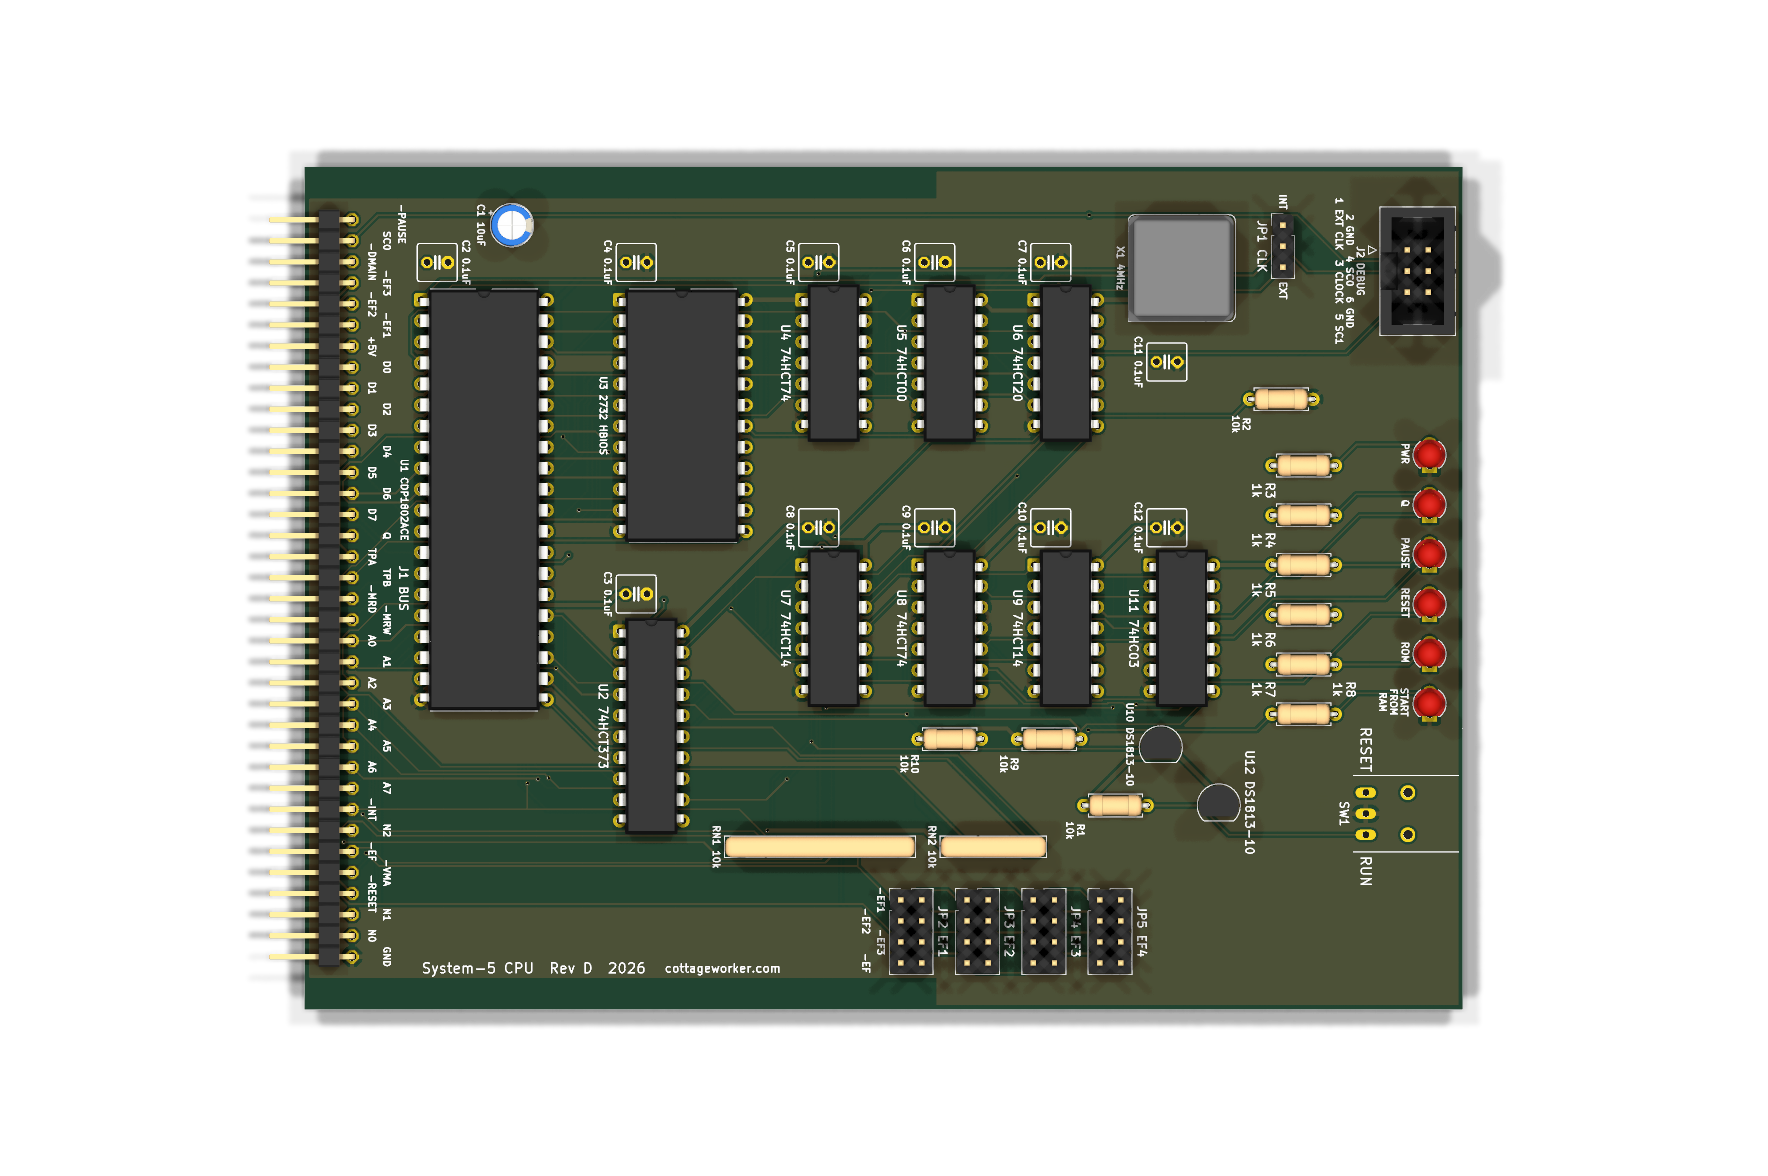 -PAUSE
SCO
-DMAIN
-EF3
-EF2
-EF1
+5V
D0
D1
D2
D3
D4
D5
D6
D7
Q
TPA
TPB
-MRD
-MRW
A0
A1
A2
A3
A4
A5
A6
A7
-INT
N2
-EF
-VMA
-RESET
N1
N0
GND
J1 BUS
U1 CDP1802ACE
C1 10uF
C2 0.1uF
C4 0.1uF
C5 0.1uF
C6 0.1uF
C7 0.1uF
U3 2732 HBIOS
U4 74HCT74
U5 74HCT00
U6 74HCT20
X1 4MHz
INT
JP1 CLK
EXT
2 GND 4 SCO 6 GND
1 EXT CLK 3 CLOCK 5 SC1
J2 DEBUG
C11 0.1uF
R2
10k
C3 0.1uF
C8 0.1uF
C9 0.1uF
C10 0.1uF
C12 0.1uF
U2 74HCT373
U7 74HCT14
U8 74HCT74
U9 74HCT14
U11 74HC03
R3
1k
R4
1k
R5
1k
R6
1k
R7
1k
R8
1k
PWR
Q
PAUSE
RESET
ROM
START
FROM
RAM
R10
10k
R9
10k
U10 DS1813-10
U12 DS1813-10
R1
10k
RESET
SW1
RUN
RN1 10k
RN2 10k
-EF1
-EF2
-EF3
-EF
JP2 EF1
JP3 EF2
JP4 EF3
JP5 EF4
System-5 CPU Rev D 2026 cottageworker.com